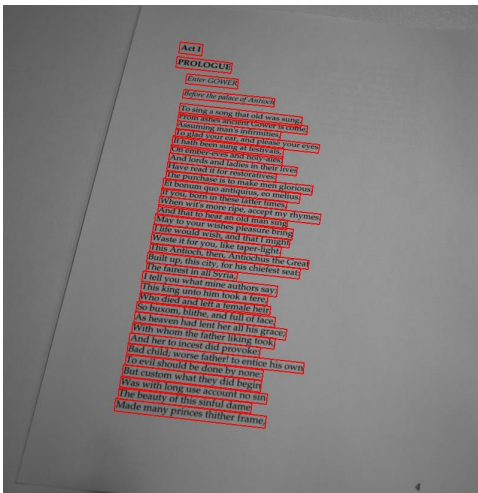 Act I
PROLOGUE
Enter GOWER
Before the palace of Antioch
To sing a song that old was sung,
From ashes ancient Gower is come;
Assuming man's infirmities,
To glad your ear, and please your eyes.
It hath been sung at festivals,
On ember-eves and holy-ales;
And lords and ladies in their lives
Have read it for restoratives:
The purchase is to make men glorious;
Et bonum quo antiquius, eo melius.
If you, born in these latter times,
When wit's more ripe, accept my rhymes.
And that to hear an old man sing
May to your wishes pleasure bring
I life would wish, and that I might
Waste it for you, like taper-light.
This Antioch, then, Antiochus the Great
Built up, this city, for his chiefest seat:
The fairest in all Syria,
I tell you what mine authors say:
This king unto him took a fere,
Who died and left a female heir,
So buxom, blithe, and full of face,
As heaven had lent her all his grace;
With whom the father liking took,
And her to incest did provoke:
Bad child; worse father! to entice his own
To evil should be done by none:
But custom what they did begin
Was with long use account no sin.
The beauty of this sinful dame
Made many princes thither frame,
4